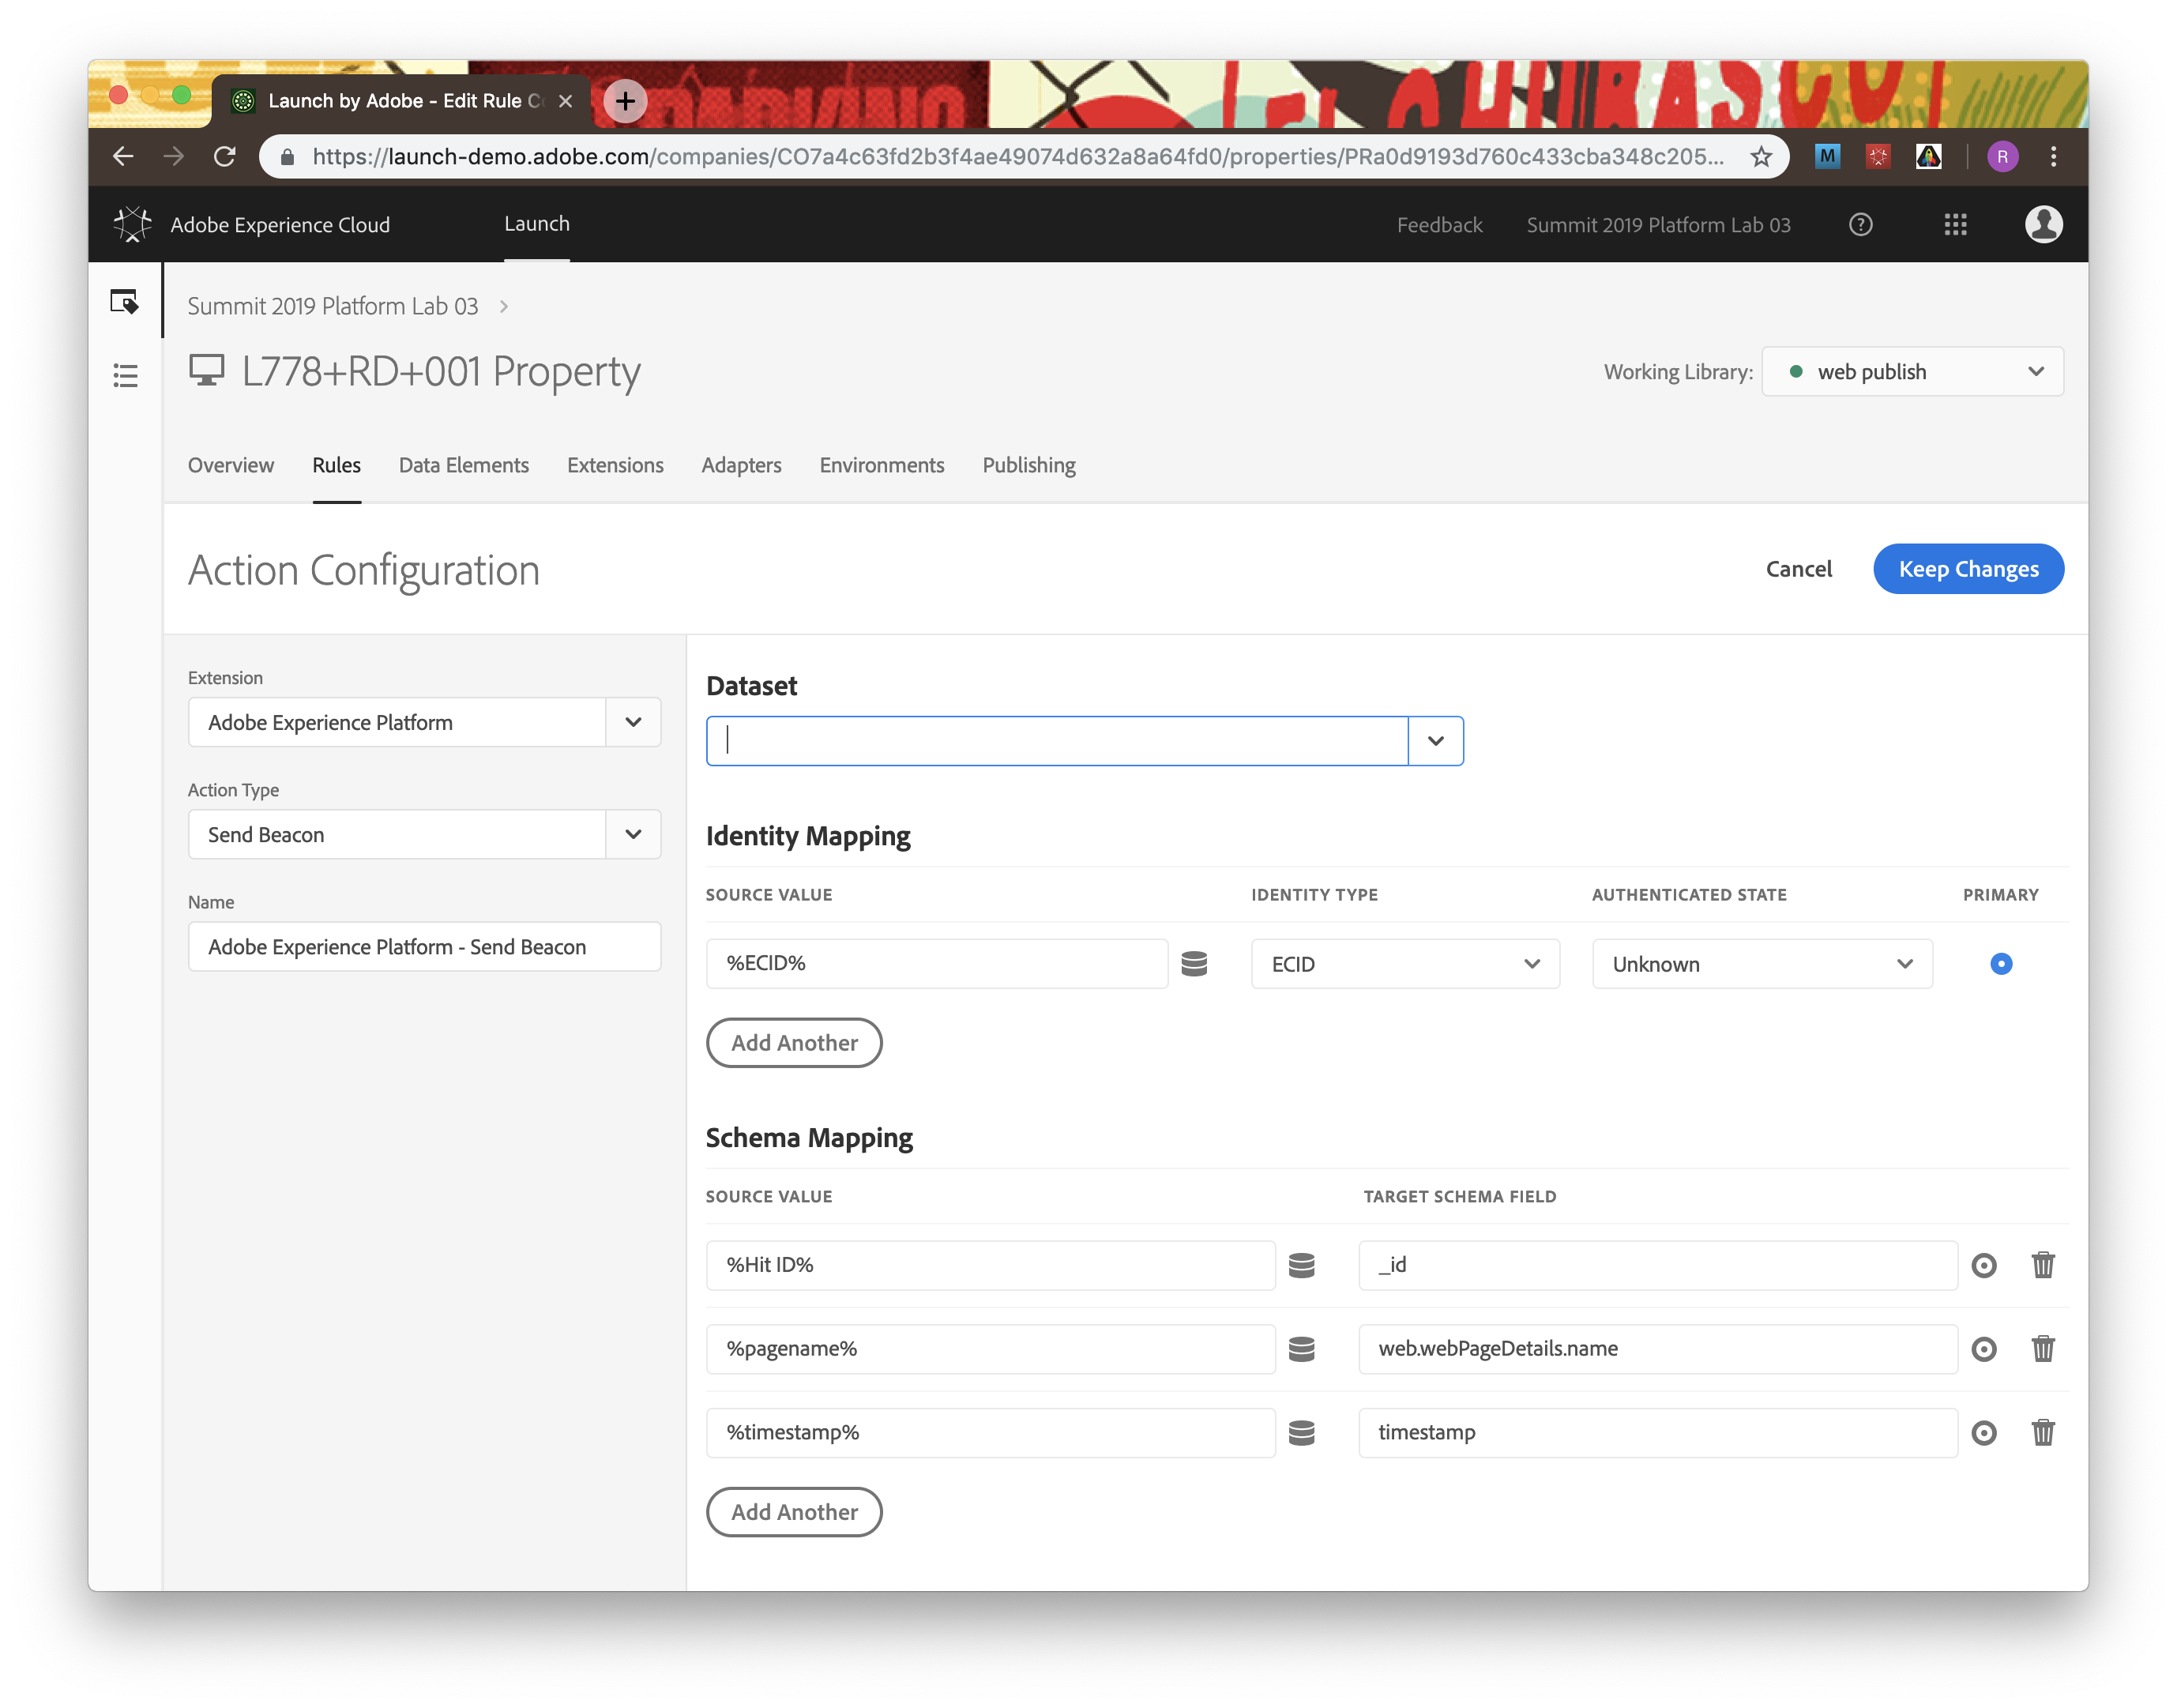 Launch by Adobe - Edit Rule C
https://launch-demo.adobe.com/companies/CO7a4c63fd2b3f4ae49074d632a8a64fd0/properties/PRa0d9193d760c433cba348c205...
M
R
Adobe Experience Cloud
Launch
Feedback
Summit 2019 Platform Lab 03
Summit 2019 Platform Lab 03
L778+RD+001 Property
Working Library:
web publish
Overview
Rules
Data Elements
Extensions
Adapters
Environments
Publishing
Action Configuration
Cancel
Keep Changes
Extension
Adobe Experience Platform
Action Type
Send Beacon
Name
Adobe Experience Platform - Send Beacon
Dataset
Identity Mapping
SOURCE VALUE
IDENTITY TYPE
AUTHENTICATED STATE
PRIMARY
%ECID%
ECID
Unknown
Add Another
Schema Mapping
SOURCE VALUE
TARGET SCHEMA FIELD
%Hit ID%
_id
%pagename%
web.webPageDetails.name
%timestamp%
timestamp
Add Another